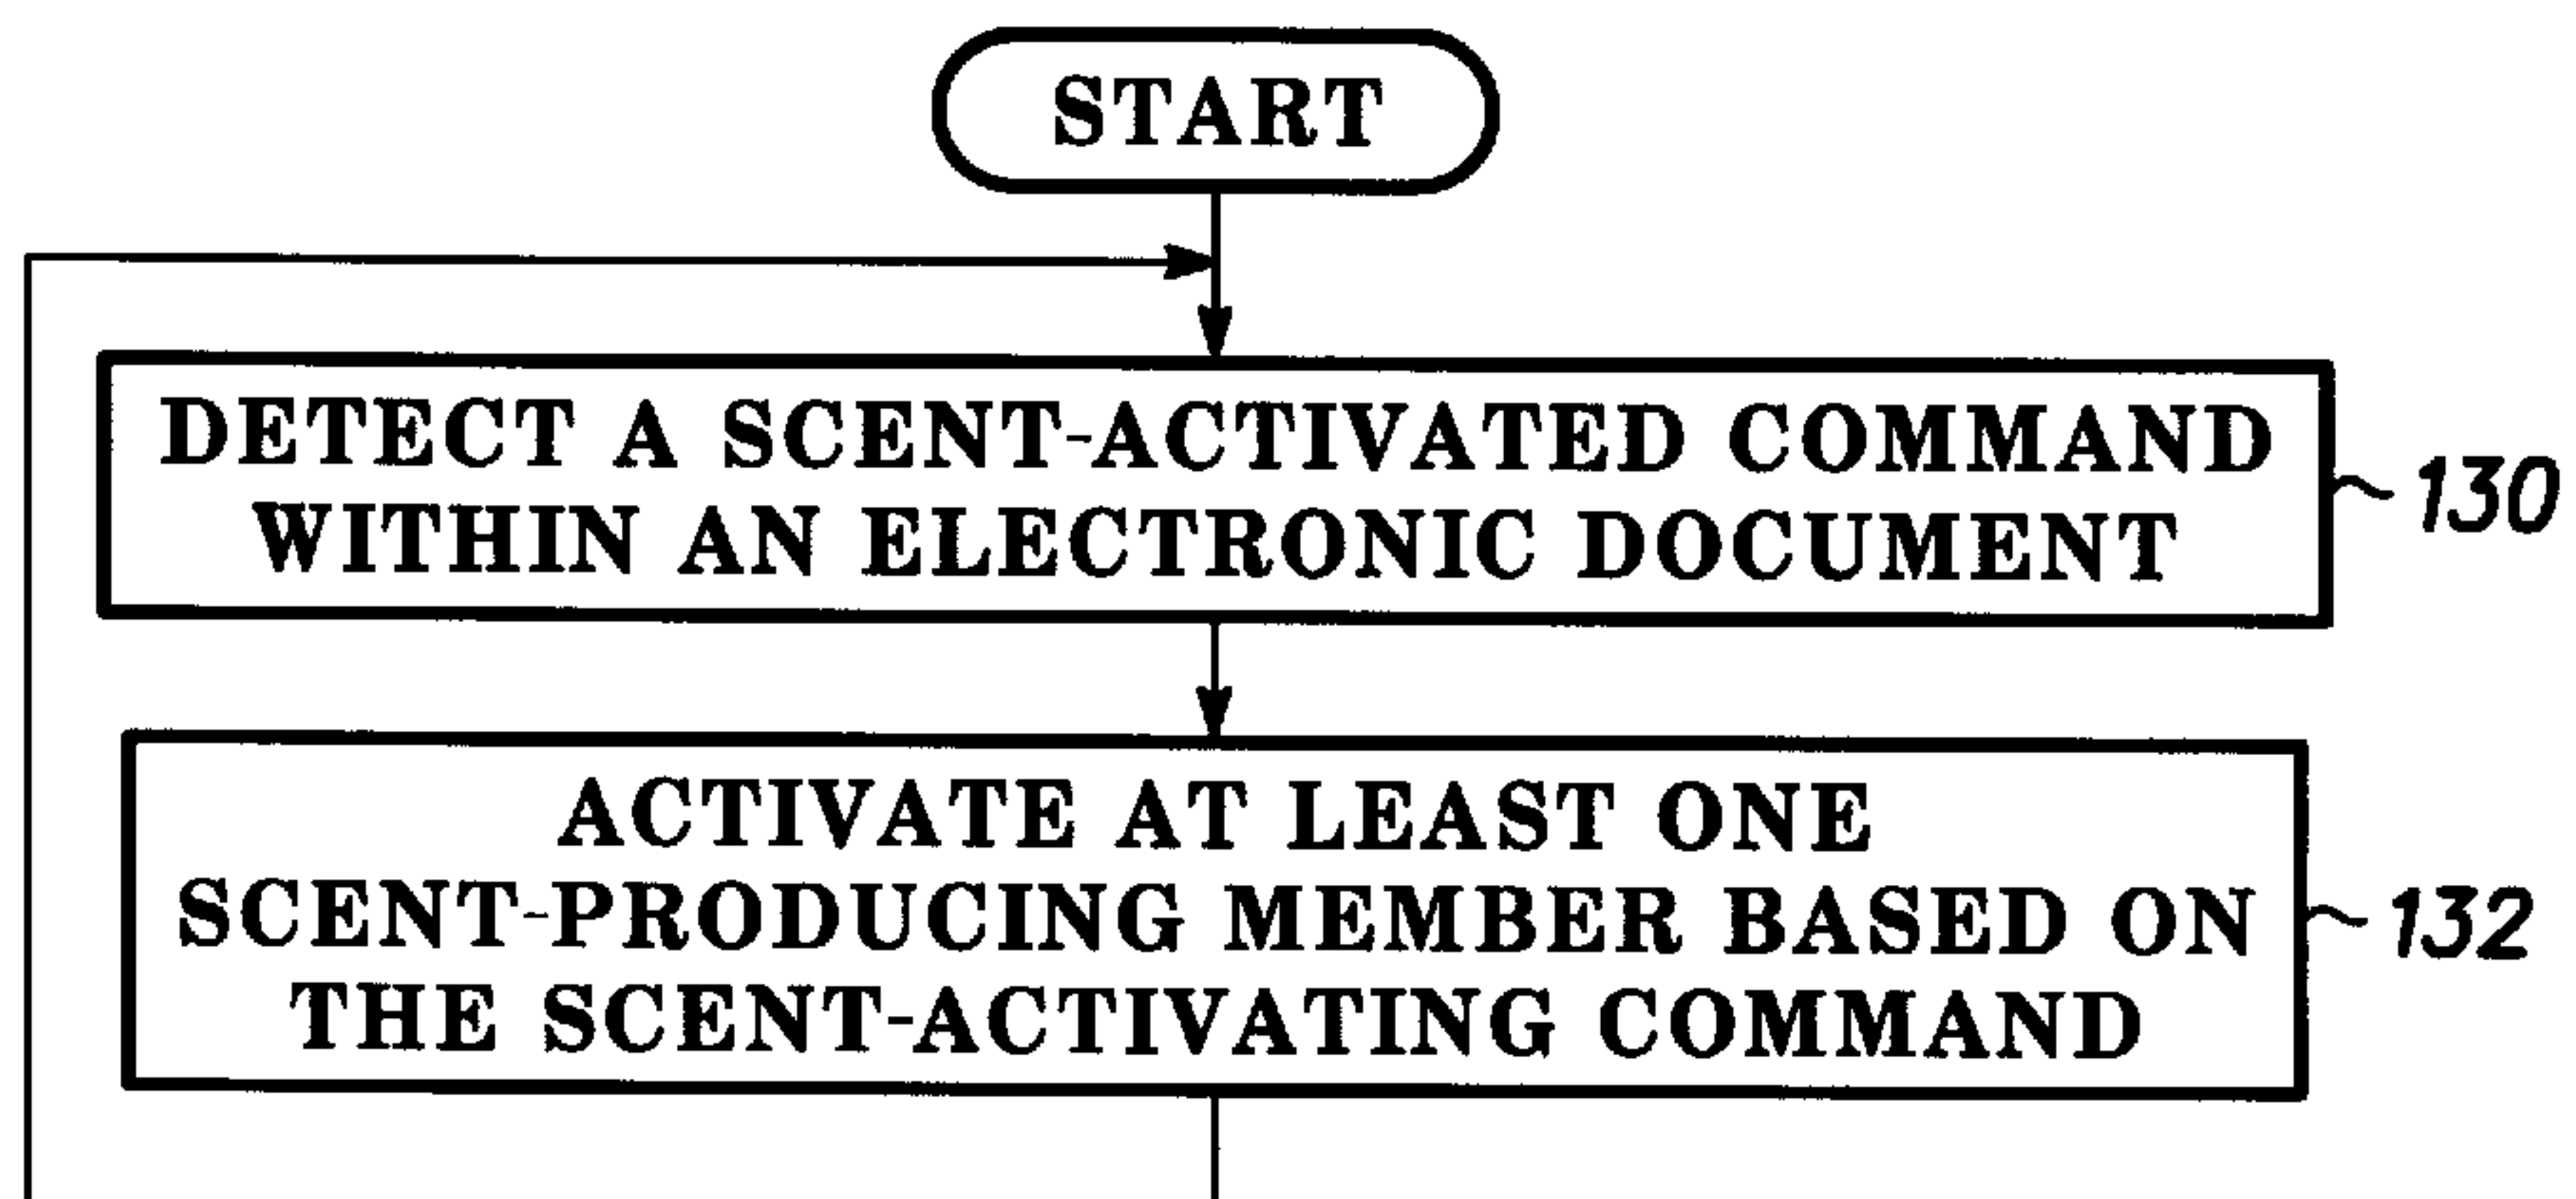 START
DETECT A SCENT-ACTIVATED COMMAND
WITHIN AN ELECTRONIC DOCUMENT
130
ACTIVATE AT LEAST ONE
SCENT-PRODUCING MEMBER BASED ON
THE SCENT-ACTIVATING COMMAND
132